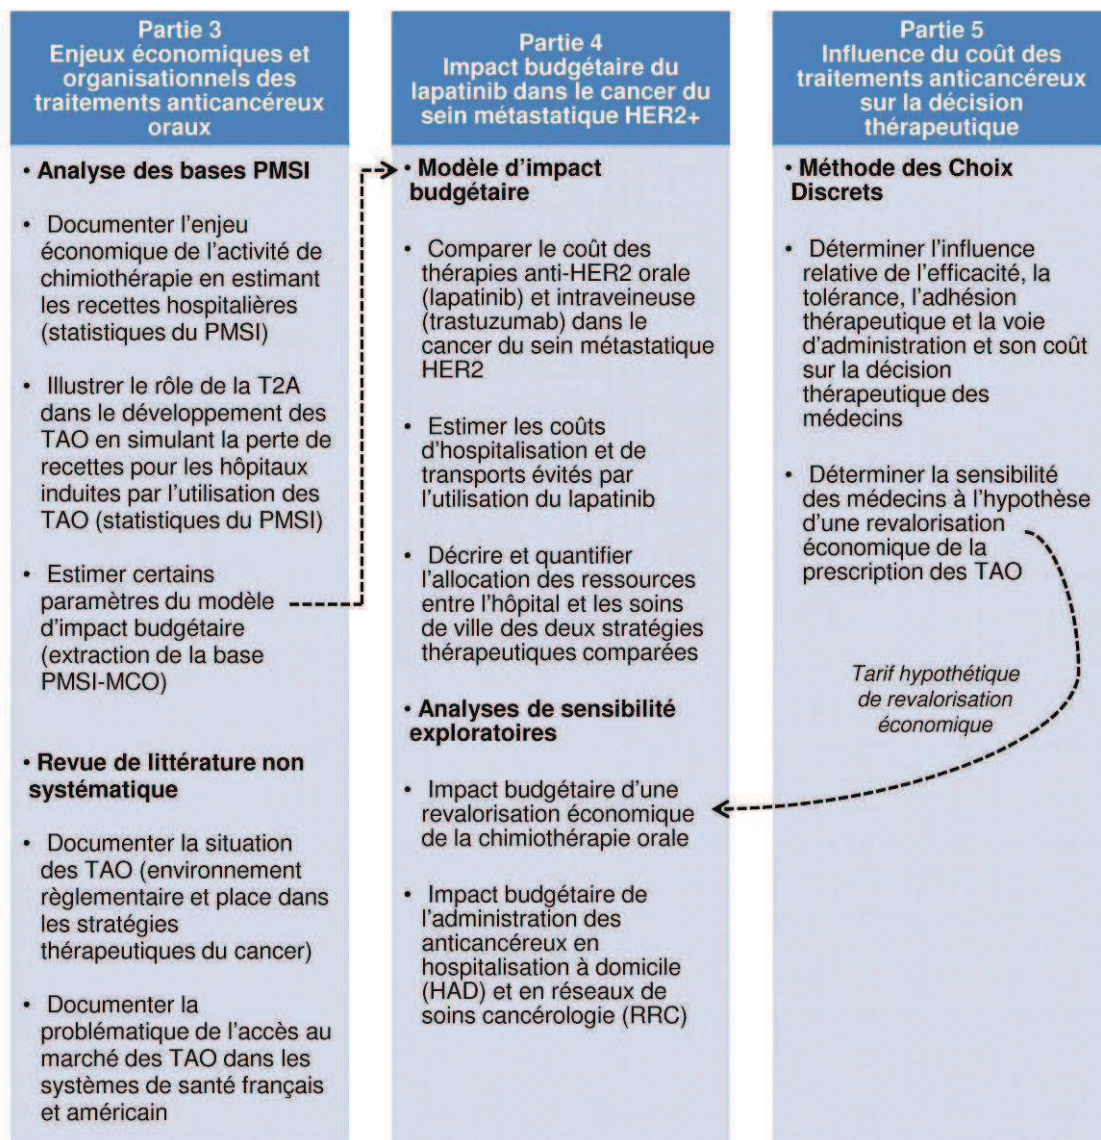 Partie 3
Enjeux économiques et
organisationnels des
traitements anticancéreux
oraux
• Analyse des bases PMSI
• Documenter l'enjeu
économique de l'activité de
chimiothérapie en estimant
les recettes hospitalières
(statistiques du PMSI)
• Illustrer le rôle de la T2A
dans le développement des
TAO en simulant la perte de
recettes pour les hôpitaux
induites par l'utilisation des
TAO (statistiques du PMSI)
• Estimer certains
paramètres du modèle
d'impact budgétaire
(extraction de la base
PMSI-MCO)
• Revue de littérature non
systématique
• Documenter la situation
des TAO (environnement
règlementaire et place dans
les stratégies
thérapeutiques du cancer)
• Documenter la
problématique de l'accès au
marché des TAO dans les
systèmes de santé français
et américain
Partie 4
Impact budgétaire du
lapatinib dans le cancer du
sein métastatique HER2+
• Modèle d'impact
budgétaire
• Comparer le coût des
thérapies anti-HER2 orale
(lapatinib) et intraveineuse
(trastuzumab) dans le
cancer du sein métastatique
HER2
• Estimer les coûts
d'hospitalisation et de
transports évités par
l'utilisation du lapatinib
• Décrire et quantifier
l'allocation des ressources
entre l'hôpital et les soins
de ville des deux stratégies
thérapeutiques comparées
• Analyses de sensibilité
exploratoires
• Impact budgétaire d'une
revalorisation économique
de la chimiothérapie orale
• Impact budgétaire de
l'administration des
anticancéreux en
hospitalisation à domicile
(HAD) et en réseaux de
soins cancérologie (RRC)
Partie 5
Influence du coût des
traitements anticancéreux
sur la décision
thérapeutique
• Méthode des Choix
Discrets
• Déterminer l'influence
relative de l'efficacité, la
tolérance, l'adhésion
thérapeutique et la voie
d'administration et son coût
sur la décision
thérapeutique des
médecins
• Déterminer la sensibilité
des médecins à l'hypothèse
d'une revalorisation
économique de la
prescription des TAO
Tarif hypothétique
de revalorisation
économique